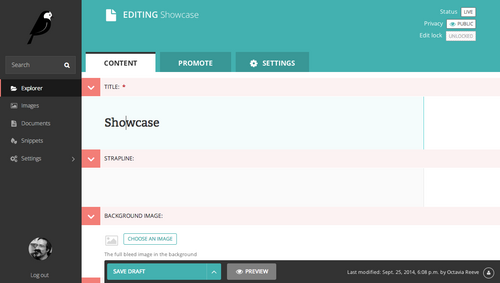 EDITING Showcase
Status LIVE
Privacy PUBLIC
Edit lock UNLOCKED
Search
Explorer
Images
Documents
Snippets
Settings
Log out
CONTENT PROMOTE SETTINGS
TITLE: *
Showcase
STRAPLINE:
BACKGROUND IMAGE:
CHOOSE AN IMAGE
The full bleed image in the background
SAVE DRAFT PREVIEW Last modified: Sept. 25, 2014, 6:08 p.m. by Octavia Reeve